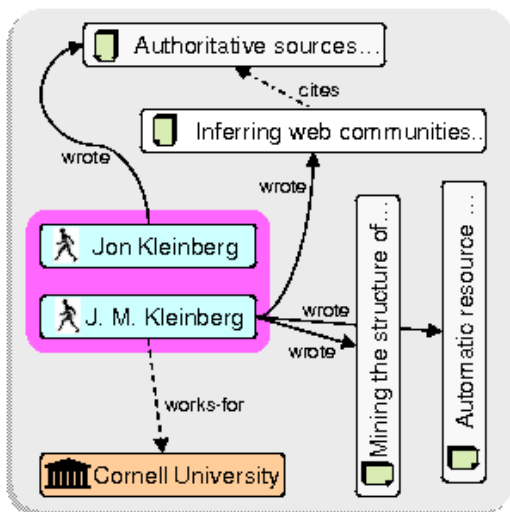 Authoritative sources...
cites
Inferring web communities..
wrote
wrote
Jon Kleinberg
J. M. Kleinberg
wrote
wrote
Mining the structure of...
Automatic resource ...
works-for
Cornell University